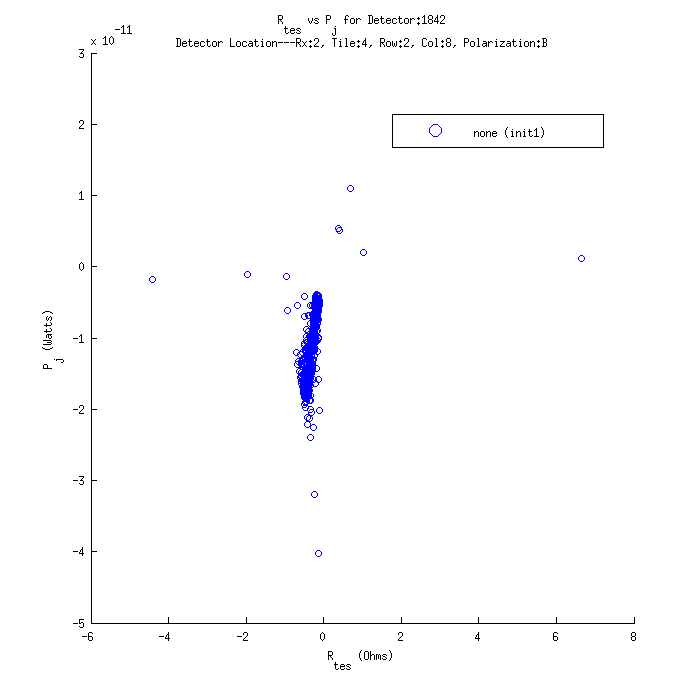 R_tes vs P_j for Detector:1842
Detector Location---Rx:2, Tile:4, Row:2, Col:8, Polarization:B
x 10^-11
3
2
1
0
-1
-2
-3
-4
-5
P_j (Watts)
none (init1)
-6 -4 -2 0 2 4 6 8
R_tes (Ohms)